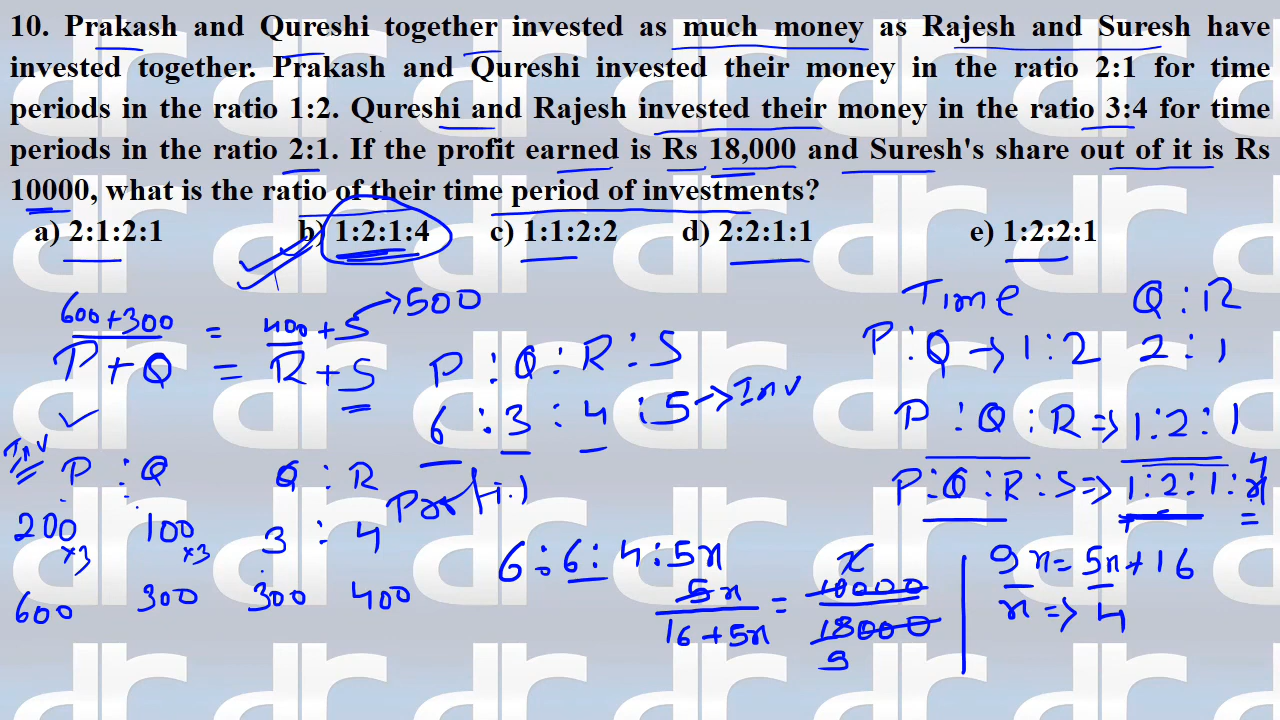 10. Prakash and Qureshi together invested as much money as Rajesh and Suresh have
invested together. Prakash and Qureshi invested their money in the ratio 2:1 for time
periods in the ratio 1:2. Qureshi and Rajesh invested their money in the ratio 3:4 for time
periods in the ratio 2:1. If the profit earned is Rs 18,000 and Suresh's share out of it is Rs
10000, what is the ratio of their time period of investments?
a) 2:1:2:1 b) 1:2:1:4 c) 1:1:2:2 d) 2:2:1:1 e) 1:2:2:1
600+300 = 400+S → 500
P+Q = R+S
P : Q : R : S
6 : 3 : 4 : 5 → Inv
Inv
P : Q Q : R
200 100 3 : 4
×3 ×3
600 300 300 400
6 : 6 : 4 : 5x
5x / 16+5x = 10000 / 18000
9
Time Q : R
P : Q → 1 : 2 2 : 1
P : Q : R ⇒ 1 : 2 : 1
4
P : Q : R : S ⇒ 1 : 2 : 1 : x
9x = 5x + 16
x ⇒ 4